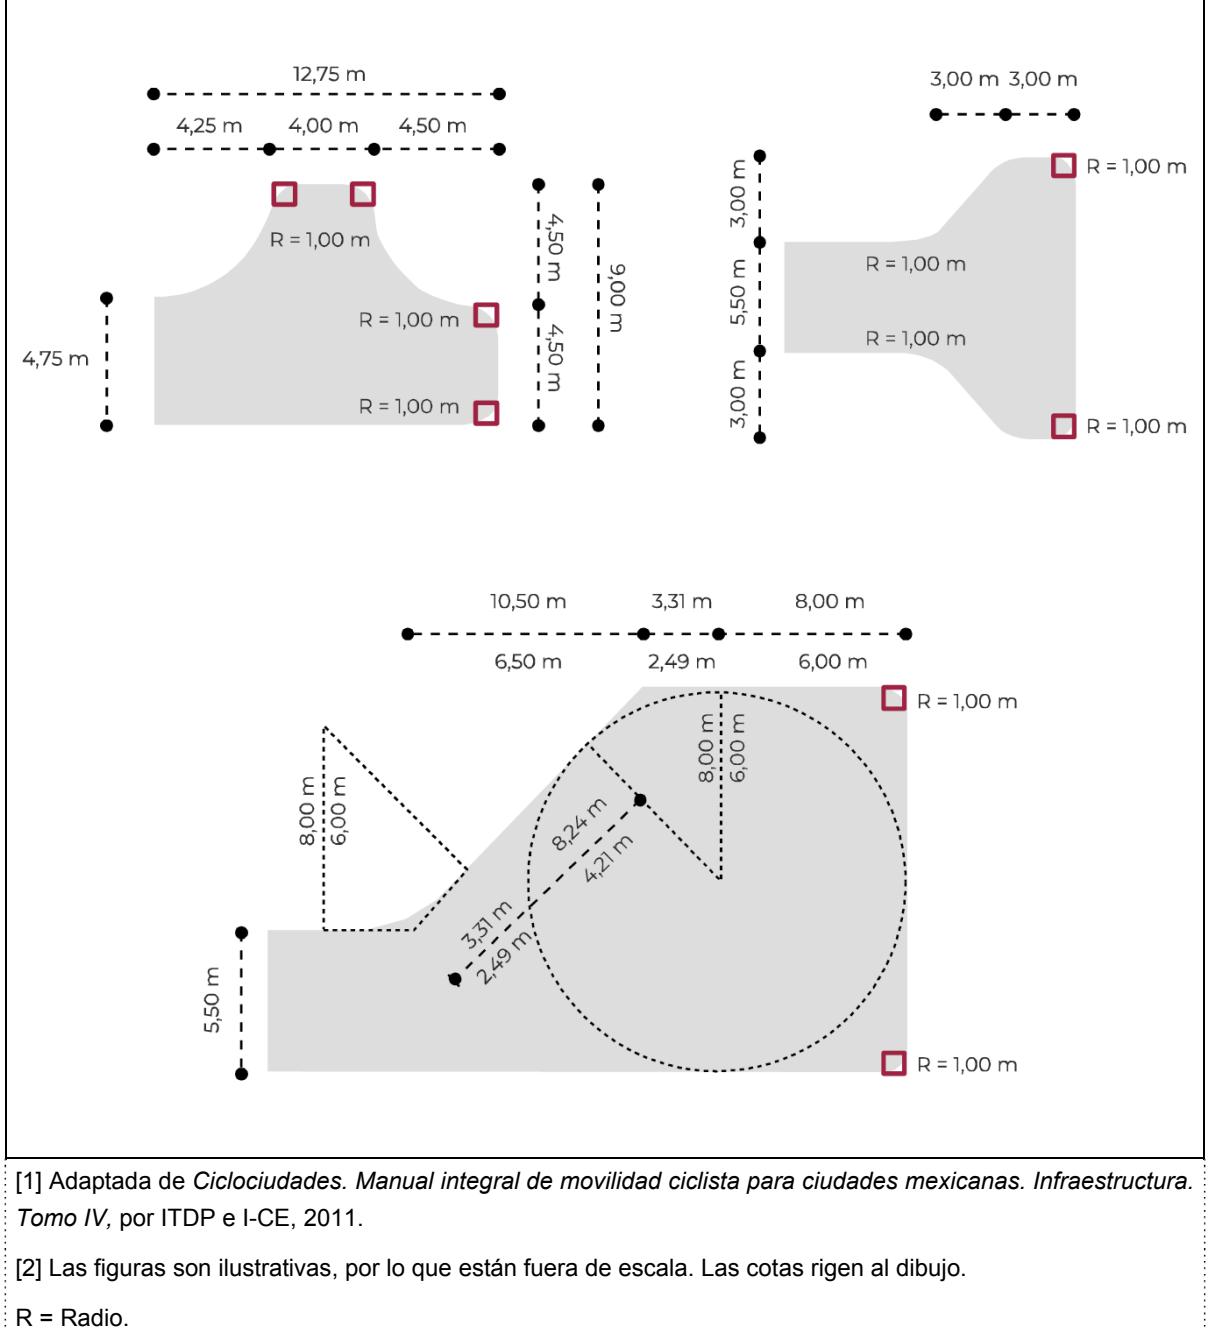 12,75 m
4,25 m 4,00 m 4,50 m
R = 1,00 m
4,75 m
R = 1,00 m
R = 1,00 m
4,50 m
4,50 m
9,00 m
3,00 m 3,00 m
3,00 m
5,50 m
3,00 m
R = 1,00 m
R = 1,00 m
R = 1,00 m
R = 1,00 m
10,50 m 3,31 m 8,00 m
6,50 m 2,49 m 6,00 m
R = 1,00 m
8,00 m
6,00 m
8,00 m
6,00 m
8,24 m
4,21 m
3,31 m
2,49 m
5,50 m
R = 1,00 m
[1] Adaptada de Ciclociudades. Manual integral de movilidad ciclista para ciudades mexicanas. Infraestructura.
Tomo IV, por ITDP e I-CE, 2011.
[2] Las figuras son ilustrativas, por lo que están fuera de escala. Las cotas rigen al dibujo.
R = Radio.